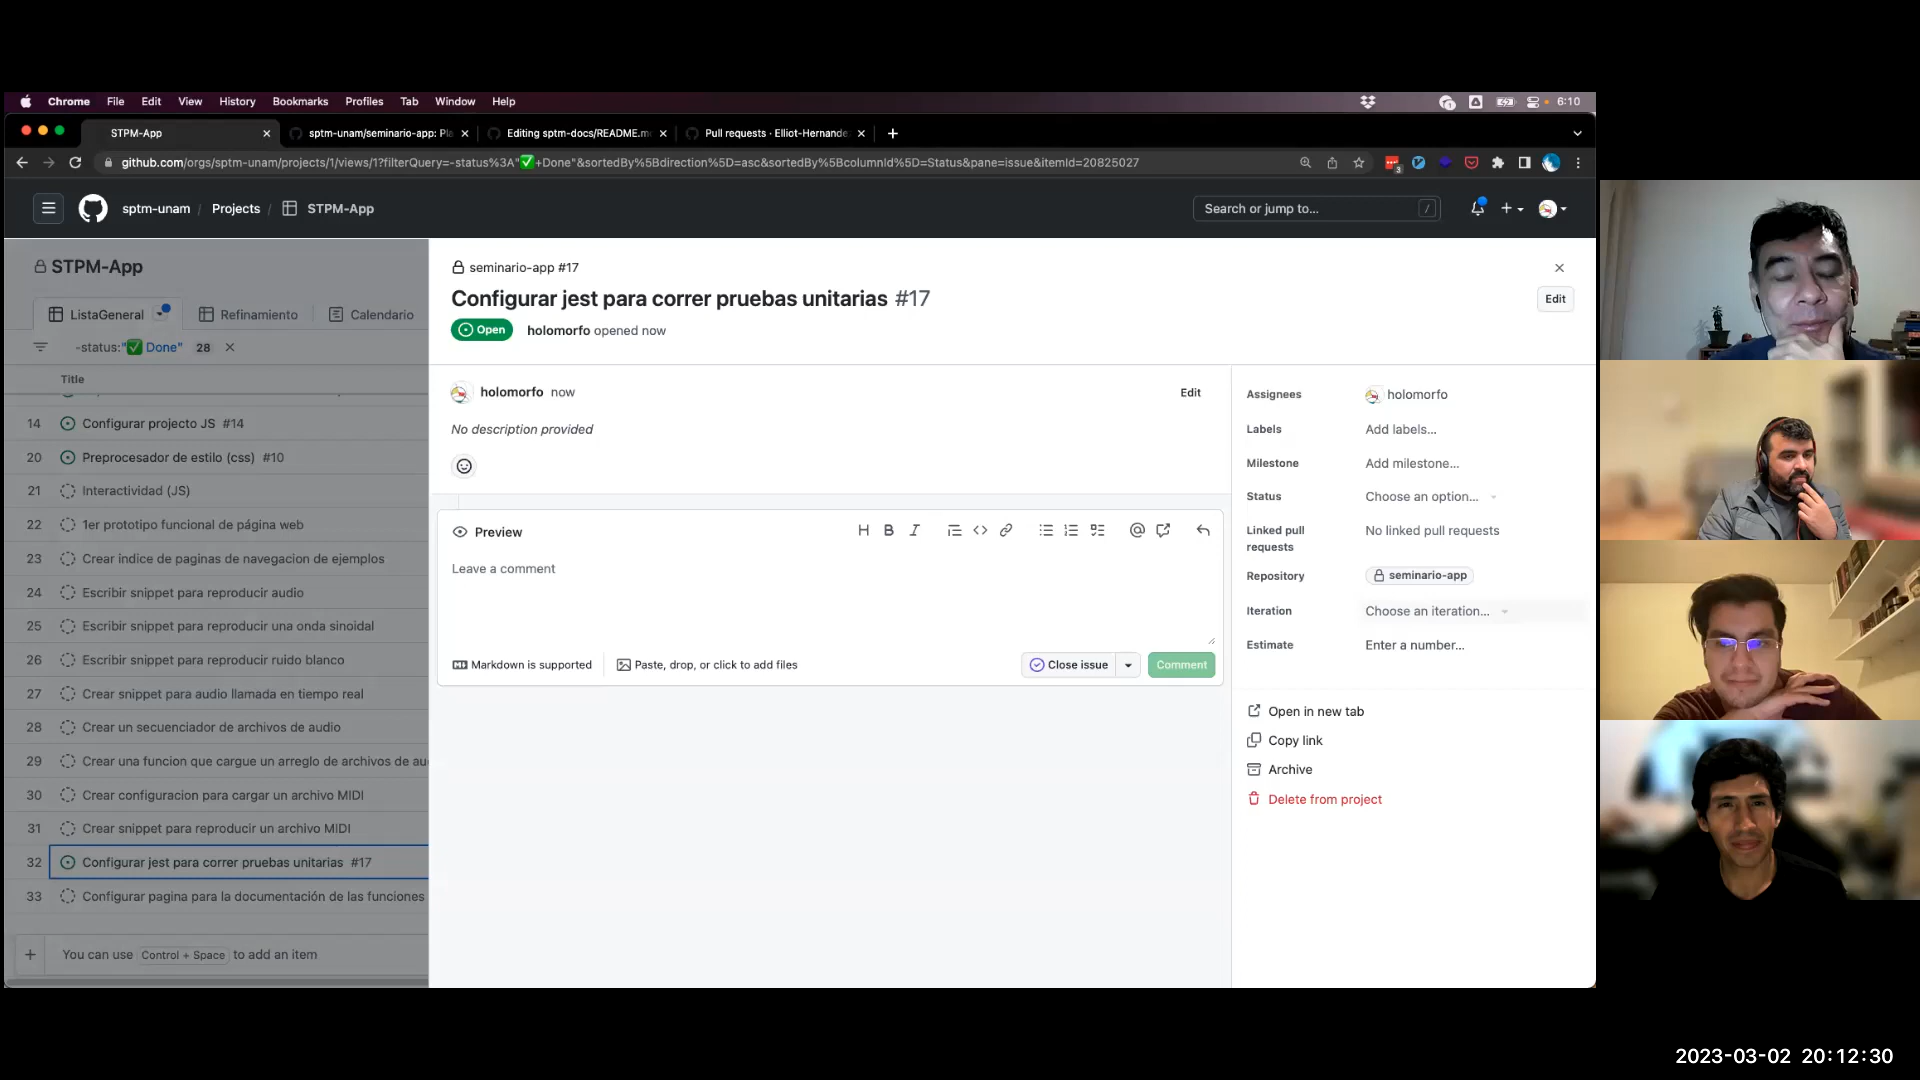 Chrome File Edit View History Bookmarks Profiles Tab Window Help 6:10
STPM-App sptm-unam/seminario-app: Pla Editing sptm-docs/README.m Pull requests · Elliot-Hernande
github.com/orgs/sptm-unam/projects/1/views/1?filterQuery=-status%3A"✅+Done"&sortedBy%5Bdirection%5D=asc&sortedBy%5BcolumnId%5D=Status&pane=issue&itemId=20825027
sptm-unam / Projects / STPM-App Search or jump to... /
STPM-App
ListaGeneral Refinamiento Calendario
-status:"✅ Done" 28
Title
14 Configurar projecto JS #14
20 Preprocesador de estilo (css) #10
21 Interactividad (JS)
22 1er prototipo funcional de página web
23 Crear indice de paginas de navegacion de ejemplos
24 Escribir snippet para reproducir audio
25 Escribir snippet para reproducir una onda sinoidal
26 Escribir snippet para reproducir ruido blanco
27 Crear snippet para audio llamada en tiempo real
28 Crear un secuenciador de archivos de audio
29 Crear una funcion que cargue un arreglo de archivos de au
30 Crear configuracion para cargar un archivo MIDI
31 Crear snippet para reproducir un archivo MIDI
32 Configurar jest para correr pruebas unitarias #17
33 Configurar pagina para la documentación de las funciones
You can use Control + Space to add an item
seminario-app #17
Configurar jest para correr pruebas unitarias #17
Edit
Open holomorfo opened now
holomorfo now Edit
No description provided
Preview
Leave a comment
Markdown is supported Paste, drop, or click to add files Close issue Comment
Assignees holomorfo
Labels Add labels...
Milestone Add milestone...
Status Choose an option...
Linked pull requests No linked pull requests
Repository seminario-app
Iteration Choose an iteration...
Estimate Enter a number...
Open in new tab
Copy link
Archive
Delete from project
2023-03-02 20:12:30